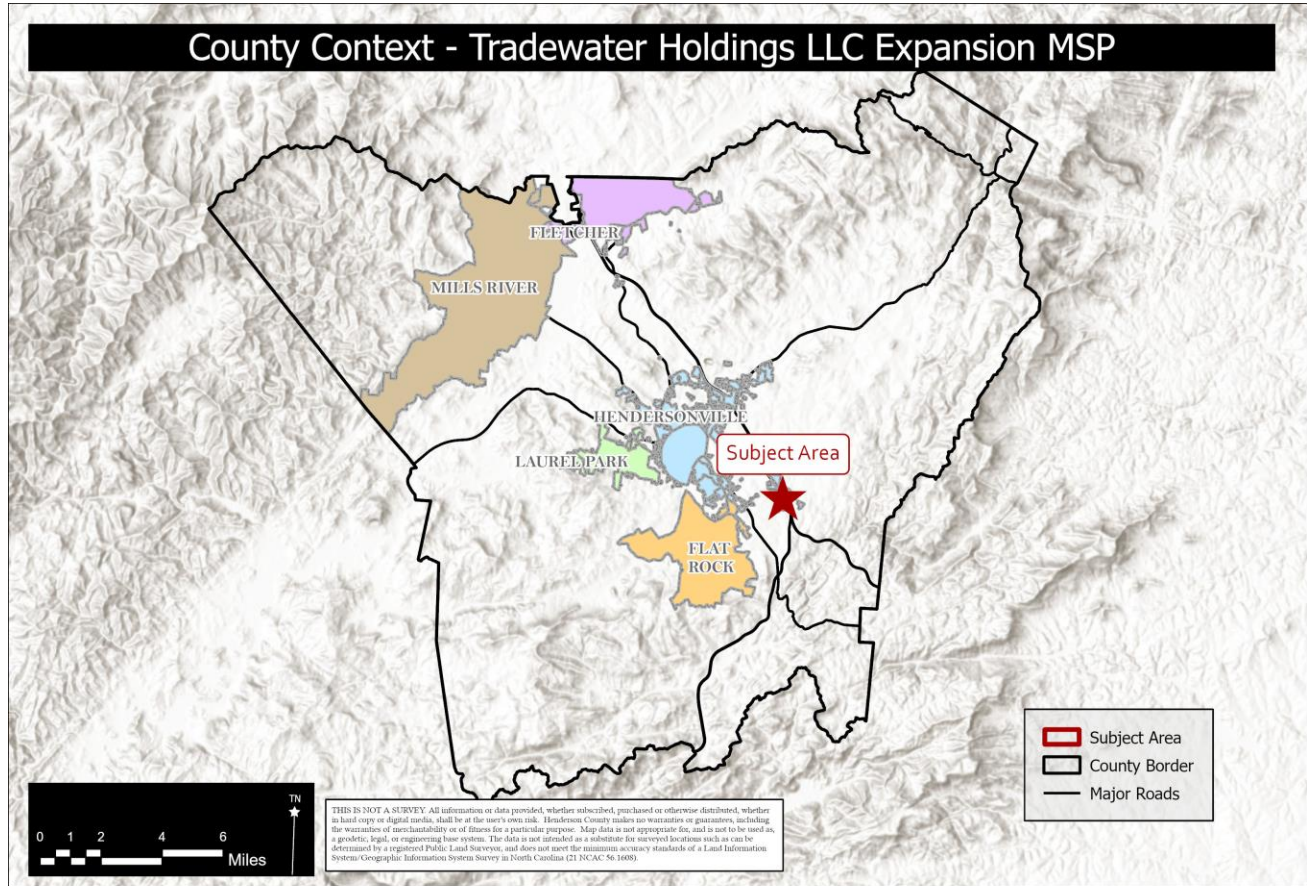 County Context - Tradewater Holdings LLC Expansion MSP
FLETCHER
MILLS RIVER
HENDERSONVILLE
Subject Area
LAUREL PARK
FLAT
ROCK
Subject Area
County Border
Major Roads
TN
0 1 2 4 6
Miles
THIS IS NOT A SURVEY. All information or data provided, whether subscribed, purchased or otherwise distributed, whether
in hard copy or digital media, shall be at the user's own risk. Henderson County makes no warranties or guarantees, including
the warranties of merchantability or of fitness for a particular purpose. Map data is not appropriate for, and is not to be used as,
a geodetic, legal, or engineering base system. The data is not intended as a substitute for surveyed locations such as can be
determined by a registered Public Land Surveyor, and does not meet the minimum accuracy standards of a Land Information
System/Geographic Information System Survey in North Carolina (21 NCAC 56.1608).